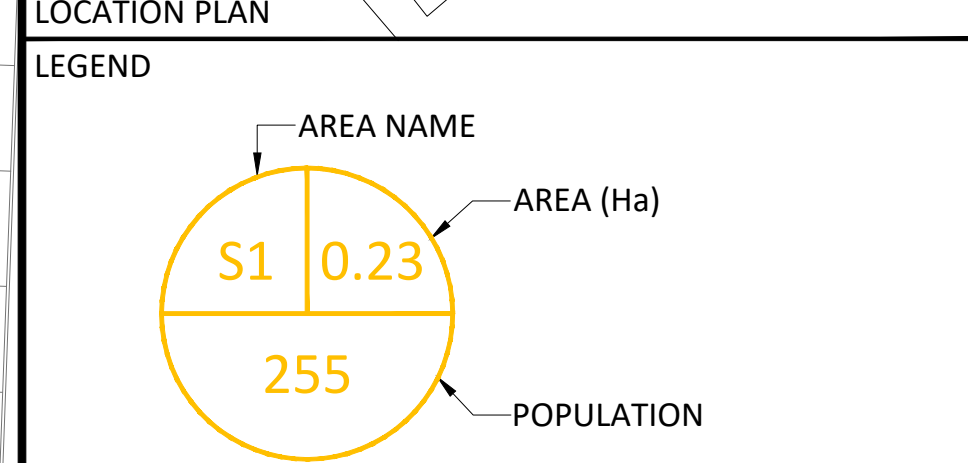 LOCATION PLAN
LEGEND
AREA NAME
AREA (Ha)
S1
0.23
255
POPULATION